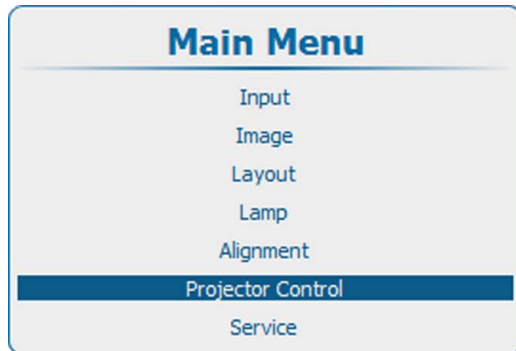 Main Menu
Input
Image
Layout
Lamp
Alignment
Projector Control
Service